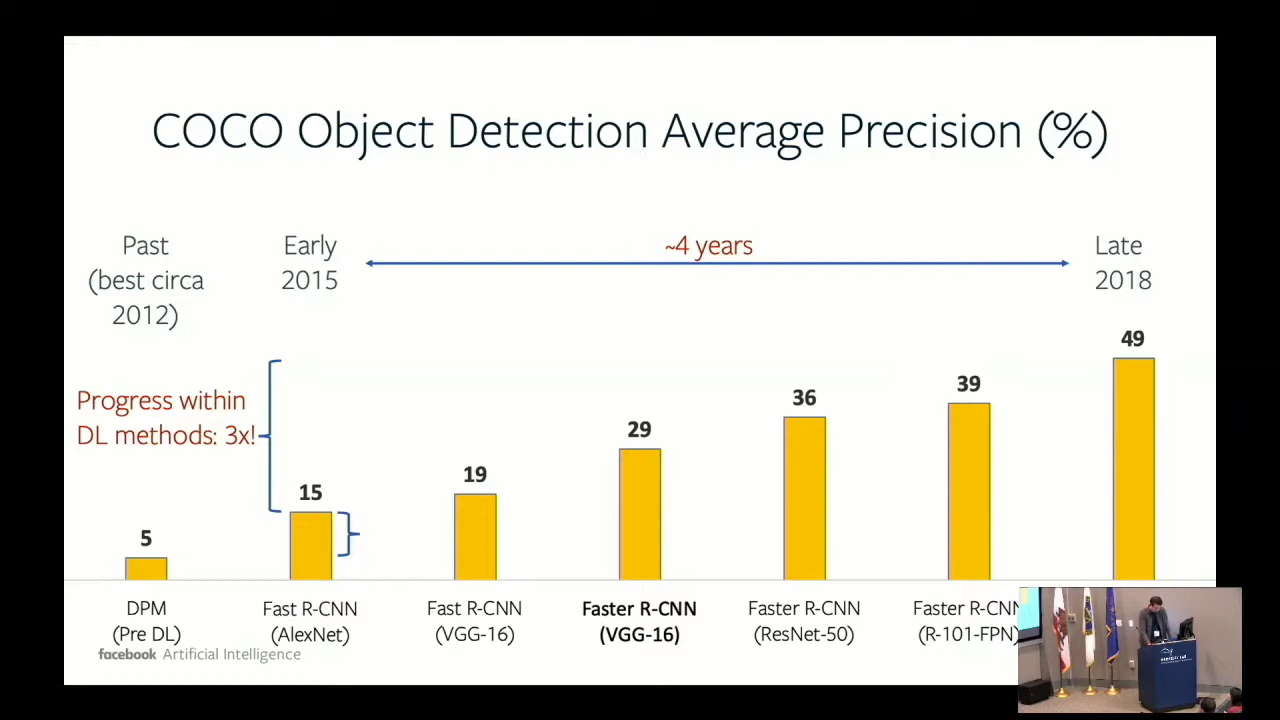 COCO Object Detection Average Precision (%)
Past
(best circa
2012)
Early
2015
~4 years
Late
2018
Progress within
DL methods: 3x!
5
15
19
29
36
39
49
DPM
(Pre DL)
Fast R-CNN
(AlexNet)
Fast R-CNN
(VGG-16)
Faster R-CNN
(VGG-16)
Faster R-CNN
(ResNet-50)
Faster R-CNN
(R-101-FPN)
facebook Artificial Intelligence